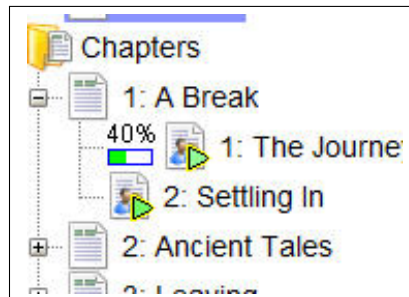 Chapters
1: A Break
40%
1: The Journe
2: Settling In
2: Ancient Tales